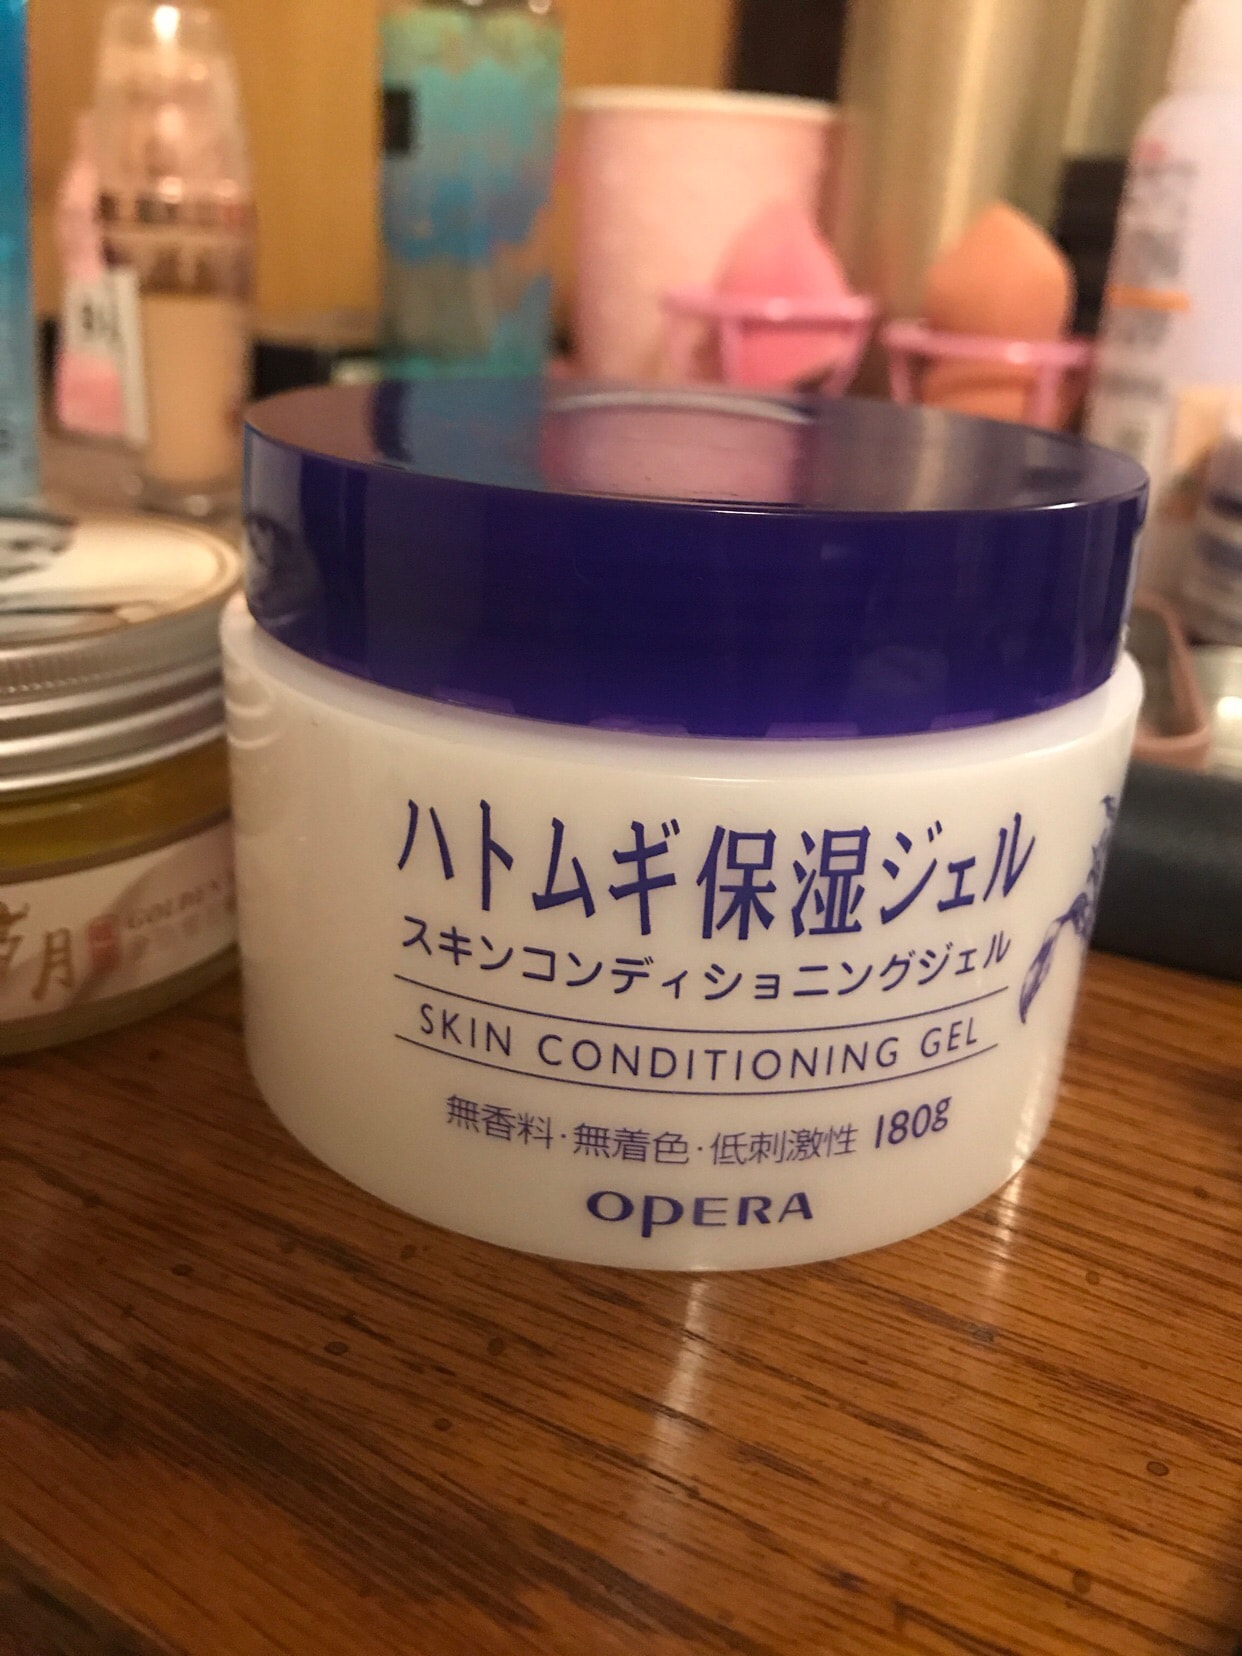 ハトムギ保湿ジェル
スキンコンディショニングジェル
SKIN CONDITIONING GEL
無香料・無着色・低刺激性 180g
OPERA
月
GOLDEN